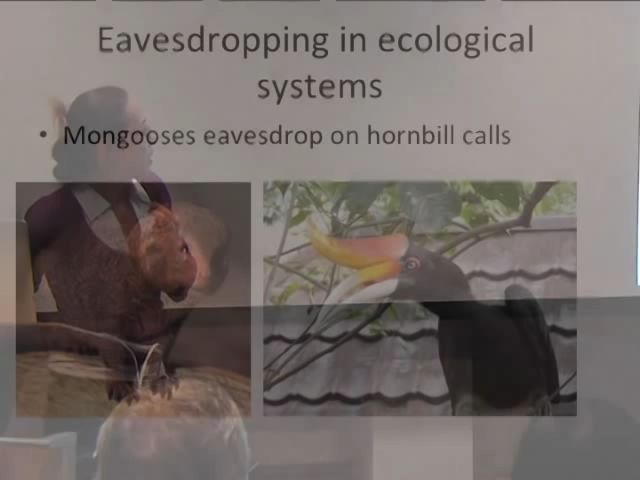 Eavesdropping in ecological
systems
• Mongooses eavesdrop on hornbill calls